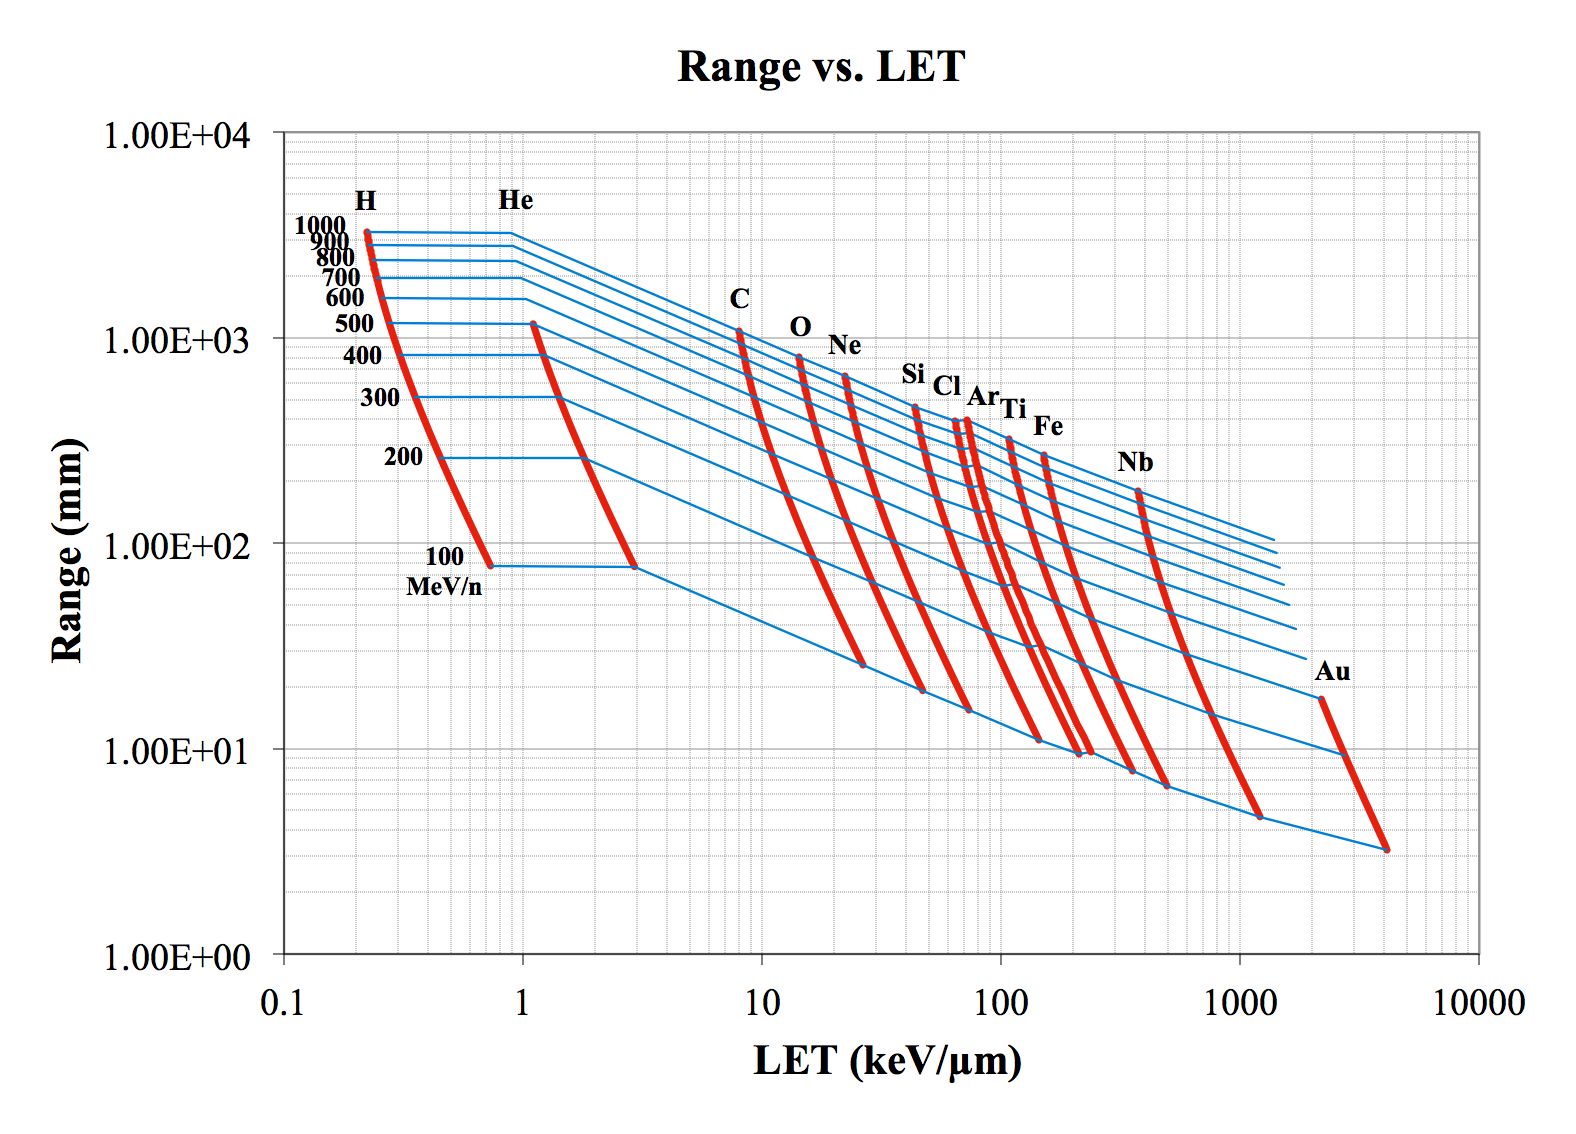 Range vs. LET
1.00E+04
1.00E+03
1.00E+02
1.00E+01
1.00E+00
Range (mm)
H
He
C
O
Ne
Si
Cl
Ar
Ti
Fe
Nb
Au
1000
900
800
700
600
500
400
300
200
100
MeV/n
0.1
1
10
100
1000
10000
LET (keV/µm)